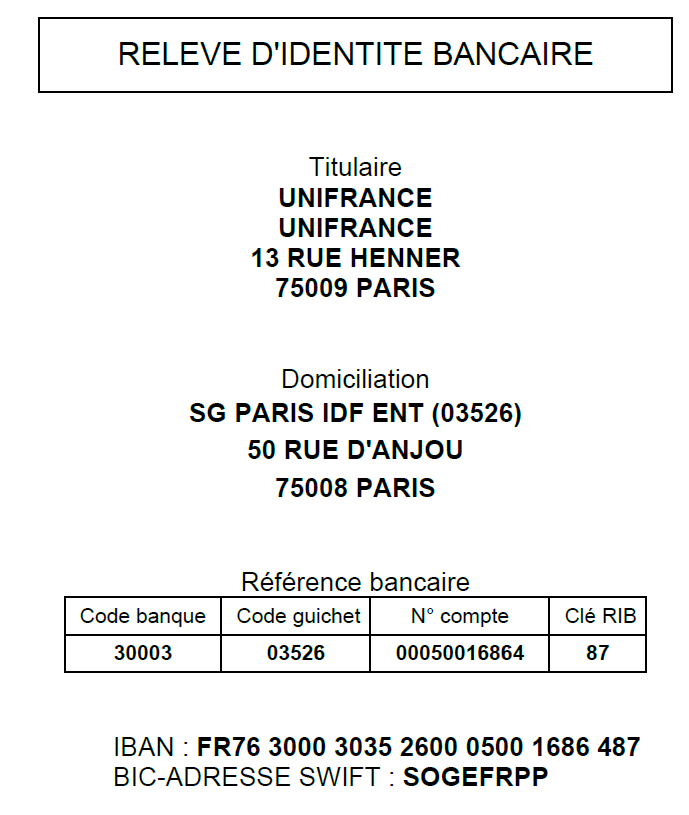 RELEVE D'IDENTITE BANCAIRE
Titulaire
UNIFRANCE
UNIFRANCE
13 RUE HENNER
75009 PARIS
Domiciliation
SG PARIS IDF ENT (03526)
50 RUE D'ANJOU
75008 PARIS
Référence bancaire
Code banque Code guichet N° compte Clé RIB
30003 03526 00050016864 87
IBAN : FR76 3000 3035 2600 0500 1686 487
BIC-ADRESSE SWIFT : SOGEFRPP